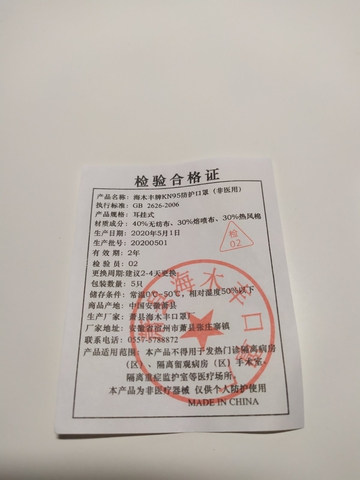 检验合格证
产品名称：海木丰牌KN95防护口罩（非医用）
执行标准：GB 2626-2006
产品规格：耳挂式
材质成分：40%无纺布、30%熔喷布、30%热风棉
生产日期：2020年5月1日
生产批号：20200501
有 效 期：2年
检 验 员：02
检
02
更换周期:建议2-4天更换
包装数量：5只
储存条件：常温0℃-50℃，相对湿度50%以下
商品产地：中国安徽萧县
生产厂家：萧县海木丰口罩厂
厂家地址：安徽省宿州市萧县张庄寨镇
联系电话：0557-5788872
产品适用范围：本产品不得用于发热门诊隔离病房
（区）、隔离留观病房（区）手术室、
隔离重症监护室等医疗场所。
本产品为非医疗器械 仅供个人防护使用
MADE IN CHINA
海木丰口